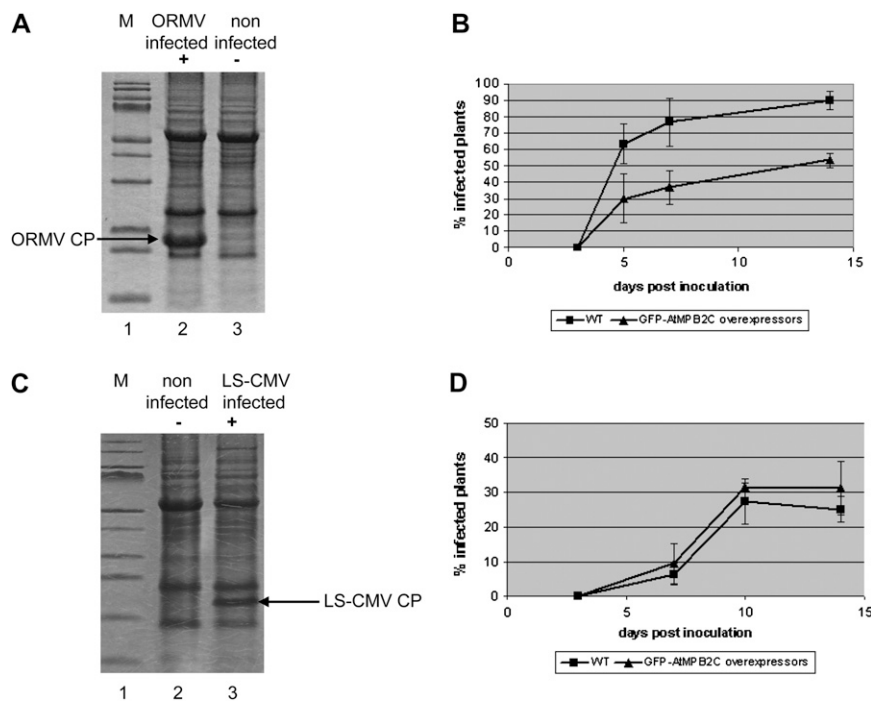 A
M
ORMV infected
+
non infected
-
ORMV CP
1 2 3
B
100
90
80
70
60
50
40
30
20
10
0
% infected plants
0 5 10 15
days post inoculation
WT GFP-AtMPB2C overexpressors
C
M
non infected
-
LS-CMV infected
+
LS-CMV CP
1 2 3
D
50
40
30
20
10
0
% infected plants
0 5 10 15
days post inoculation
WT GFP-AtMPB2C overexpressors